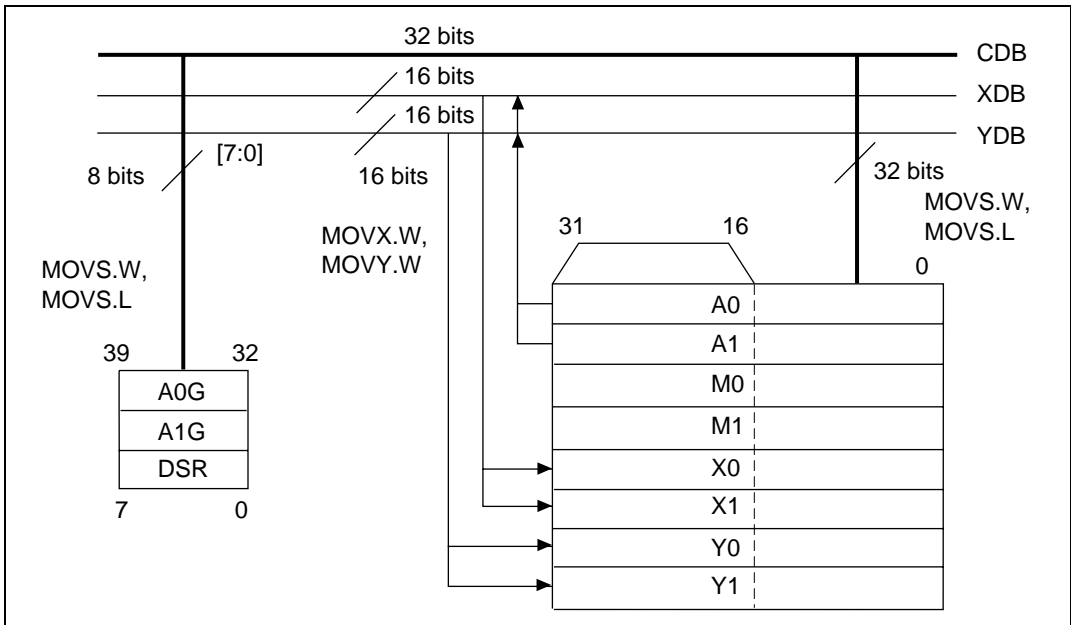 32 bits
CDB
16 bits
XDB
16 bits
YDB
[7:0]
8 bits
16 bits
32 bits
MOVS.W,
MOVS.L
31
16
MOVX.W,
MOVY.W
0
MOVS.W,
MOVS.L
A0
A1
39
32
M0
A0G
M1
A1G
X0
DSR
X1
7
0
Y0
Y1